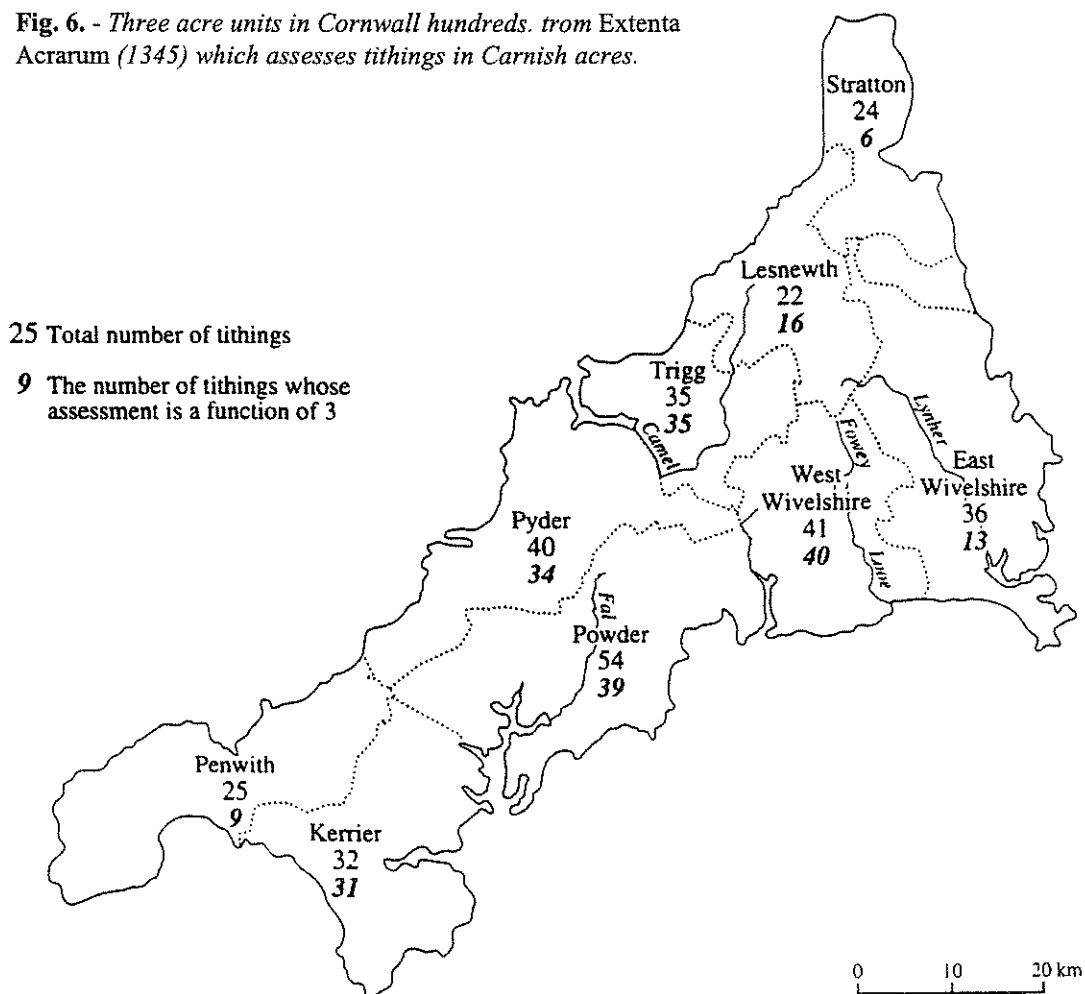 Fig. 6. - Three acre units in Cornwall hundreds. trom Extenta
Acrarum (1345) which assesses tithings in Carnish acres.
Stratton
24
6
Lesnewth
22
16
25 Total number of tithings
9 The number of tithings whose
assessment is a function of 3
Trigg
35
35
Camel
Fowey
Lynher
East
Wivelshire
36
13
West
Wivelshire
41
40
Looe
Pyder
40
34
Fal
Powder
54
39
Penwith
25
9
Kerrier
32
31
0 10 20 km